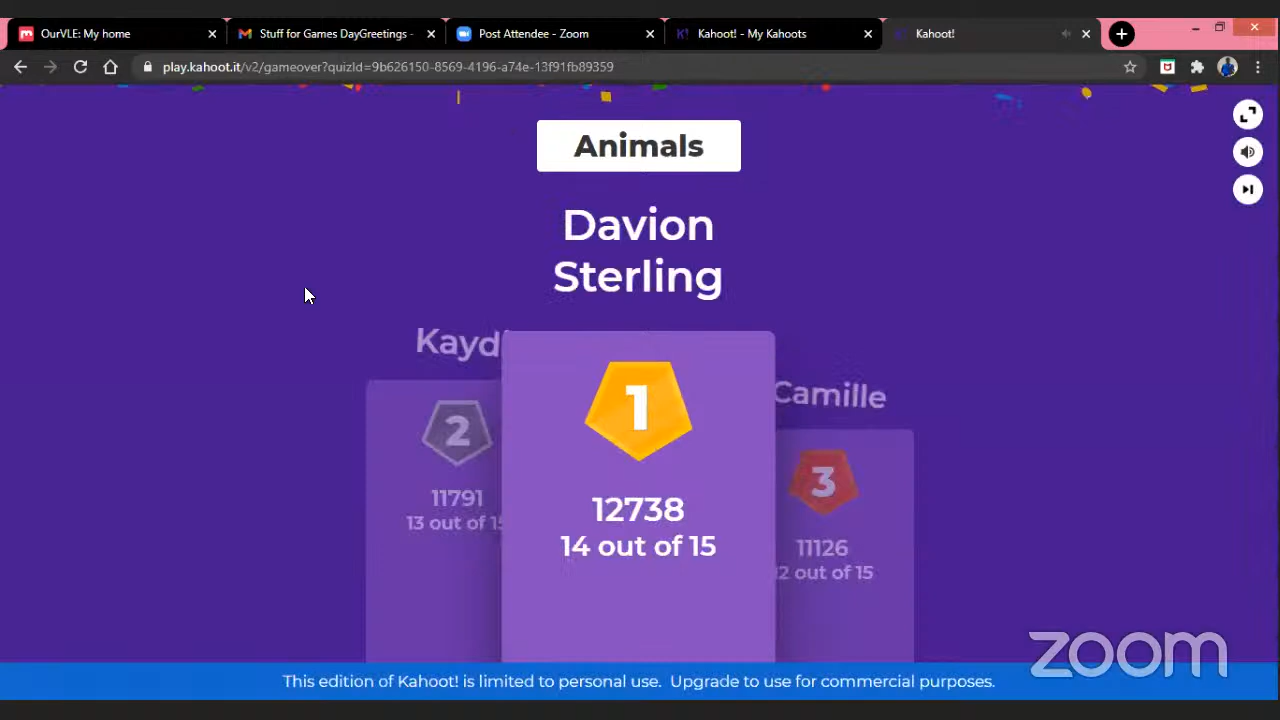 OurVLE: My home
Stuff for Games DayGreetings -
Post Attendee - Zoom
Kahoot! - My Kahoots
Kahoot!
play.kahoot.it/v2/gameover?quizId=9b626150-8569-4196-a74e-13f91fb89359
Animals
Davion
Sterling
Camille
1
2
3
11791
13 out of
12738
14 out of 15
11126
out of 15
zoom
This edition of Kahoot! is limited to personal use. Upgrade to use for commercial purposes.